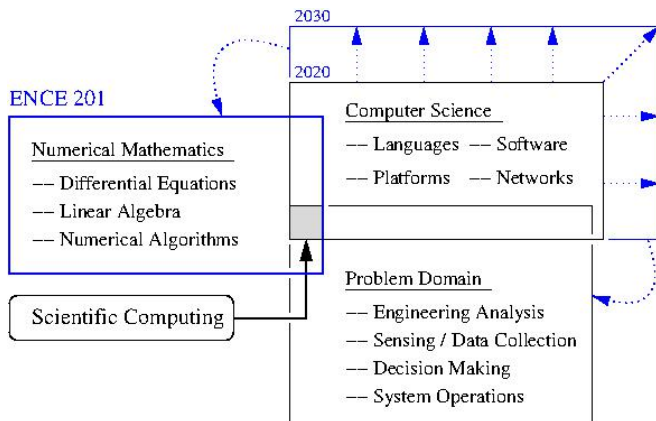 2030
2020
ENCE 201
Computer Science
-- Languages -- Software
-- Platforms -- Networks
Numerical Mathematics
-- Differential Equations
-- Linear Algebra
-- Numerical Algorithms
Scientific Computing
Problem Domain
-- Engineering Analysis
-- Sensing / Data Collection
-- Decision Making
-- System Operations